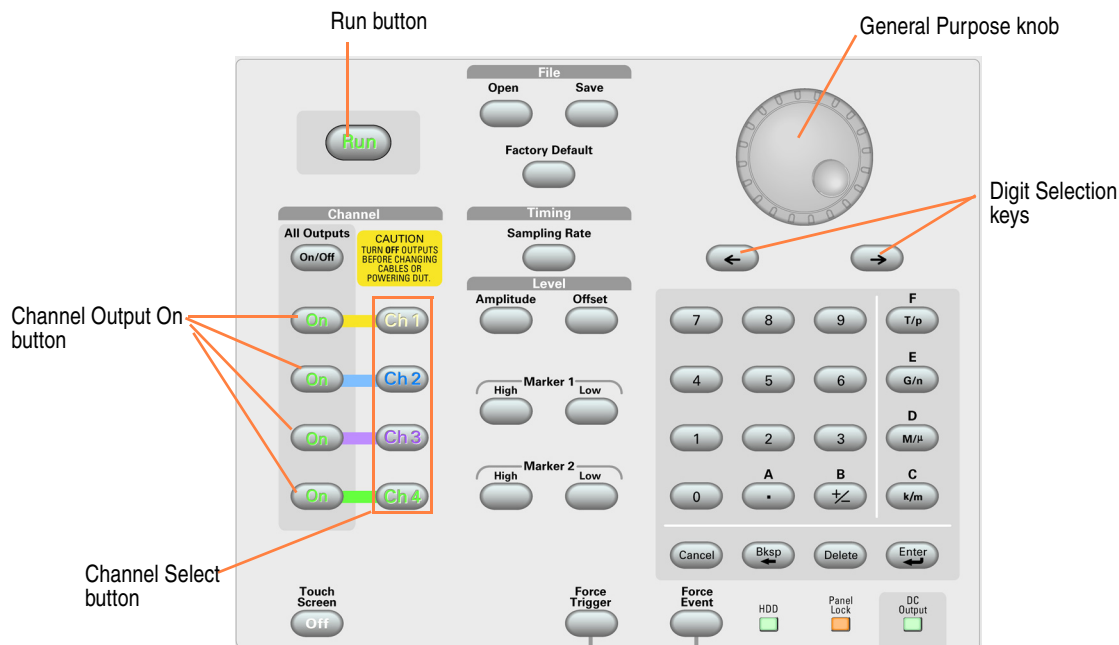 Run button
General Purpose knob
File
Open
Save
Run
Factory Default
Digit Selection
keys
Channel
Timing
All Outputs
On/Off
CAUTION
TURN OFF OUTPUTS
BEFORE CHANGING
CABLES OR
POWERING DUT.
Sampling Rate
←
→
Level
Amplitude
Offset
Channel Output On
button
On
Ch 1
7
8
9
F
T/p
On
Ch 2
Marker 1
High
Low
4
5
6
E
G/n
On
Ch 3
1
2
3
D
M/µ
Marker 2
High
Low
On
Ch 4
0
A
.
B
+/−
C
k/m
Cancel
Bksp
←
Delete
Enter
↵
Channel Select
button
Touch
Screen
Off
Force
Trigger
Force
Event
HDD
Panel
Lock
DC
Output